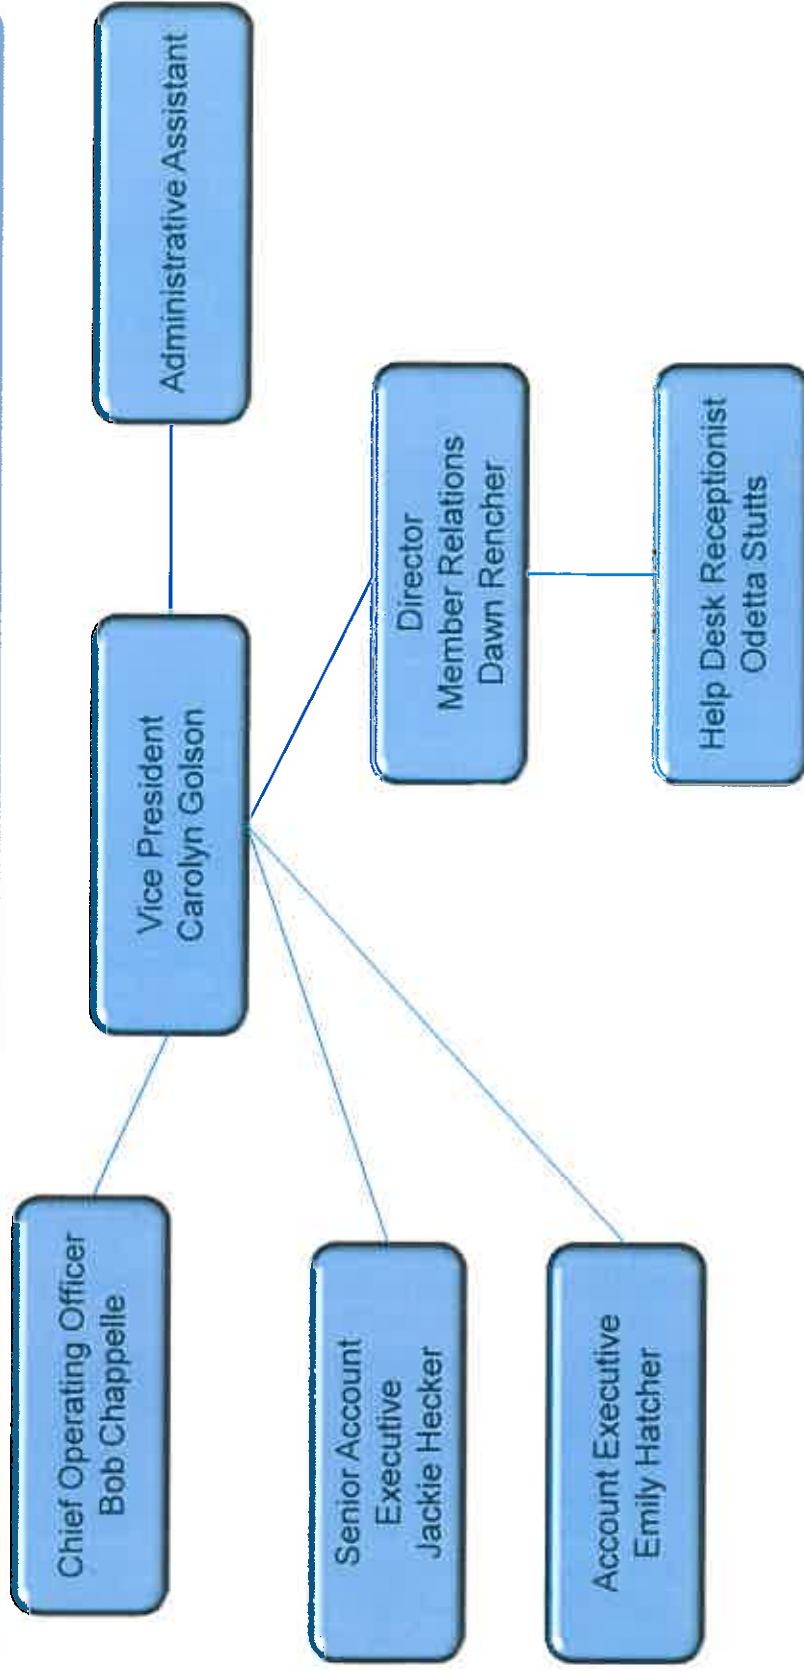 Chief Operating Officer
Bob Chappelle
Vice President
Carolyn Golson
Administrative Assistant
Senior Account
Executive
Jackie Hecker
Director
Member Relations
Dawn Rencher
Account Executive
Emily Hatcher
Help Desk Receptionist
Odetta Stutts